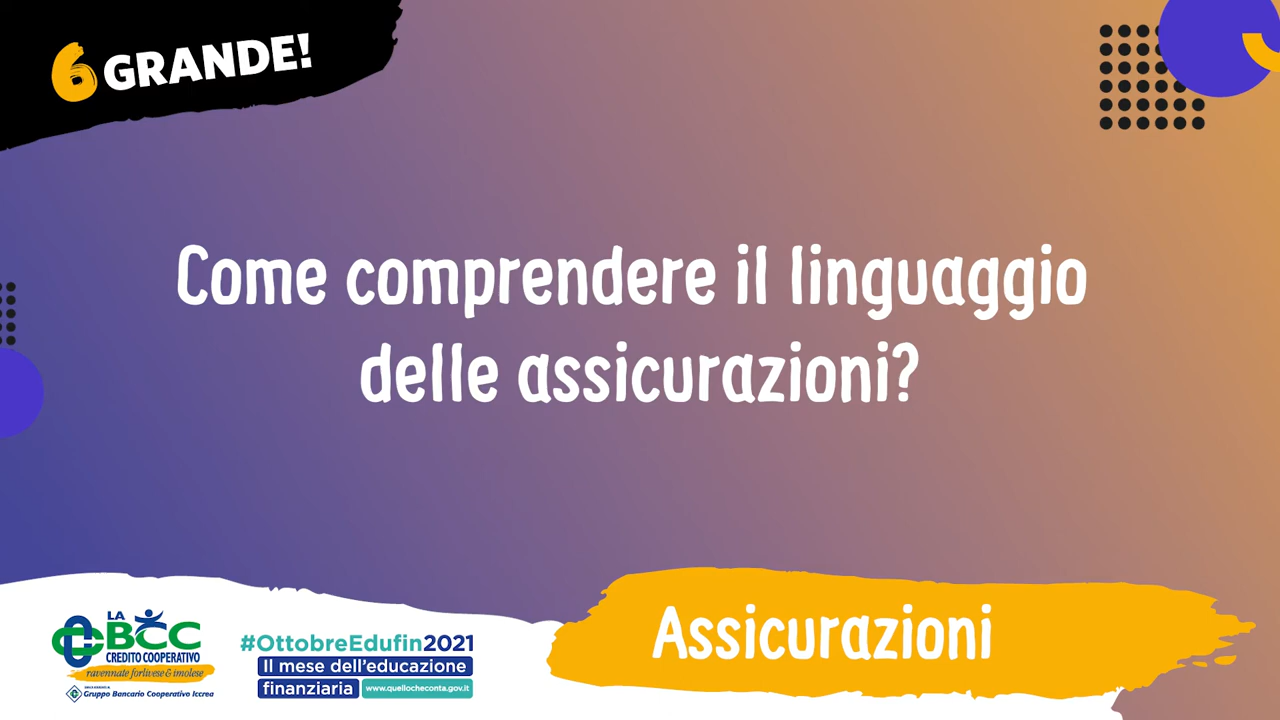 6 GRANDE!
Come comprendere il linguaggio
delle assicurazioni?
Assicurazioni
LA
BCC
CREDITO COOPERATIVO
ravennate forlivese & imolese
Gruppo Bancario Cooperativo Iccrea
#OttobreEdufin2021
Il mese dell'educazione
finanziaria
www.quellocheconta.gov.it